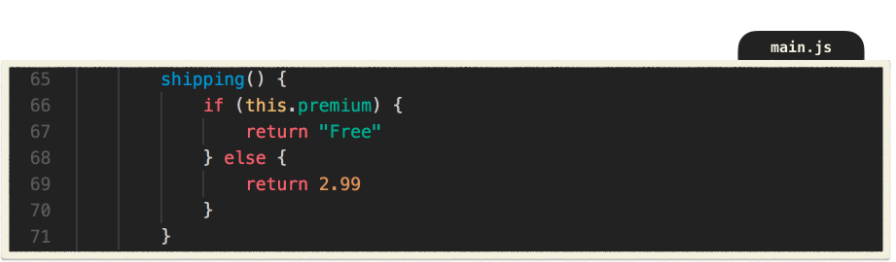 main.js
65 shipping() {
66 if (this.premium) {
67 return "Free"
68 } else {
69 return 2.99
70 }
71 }